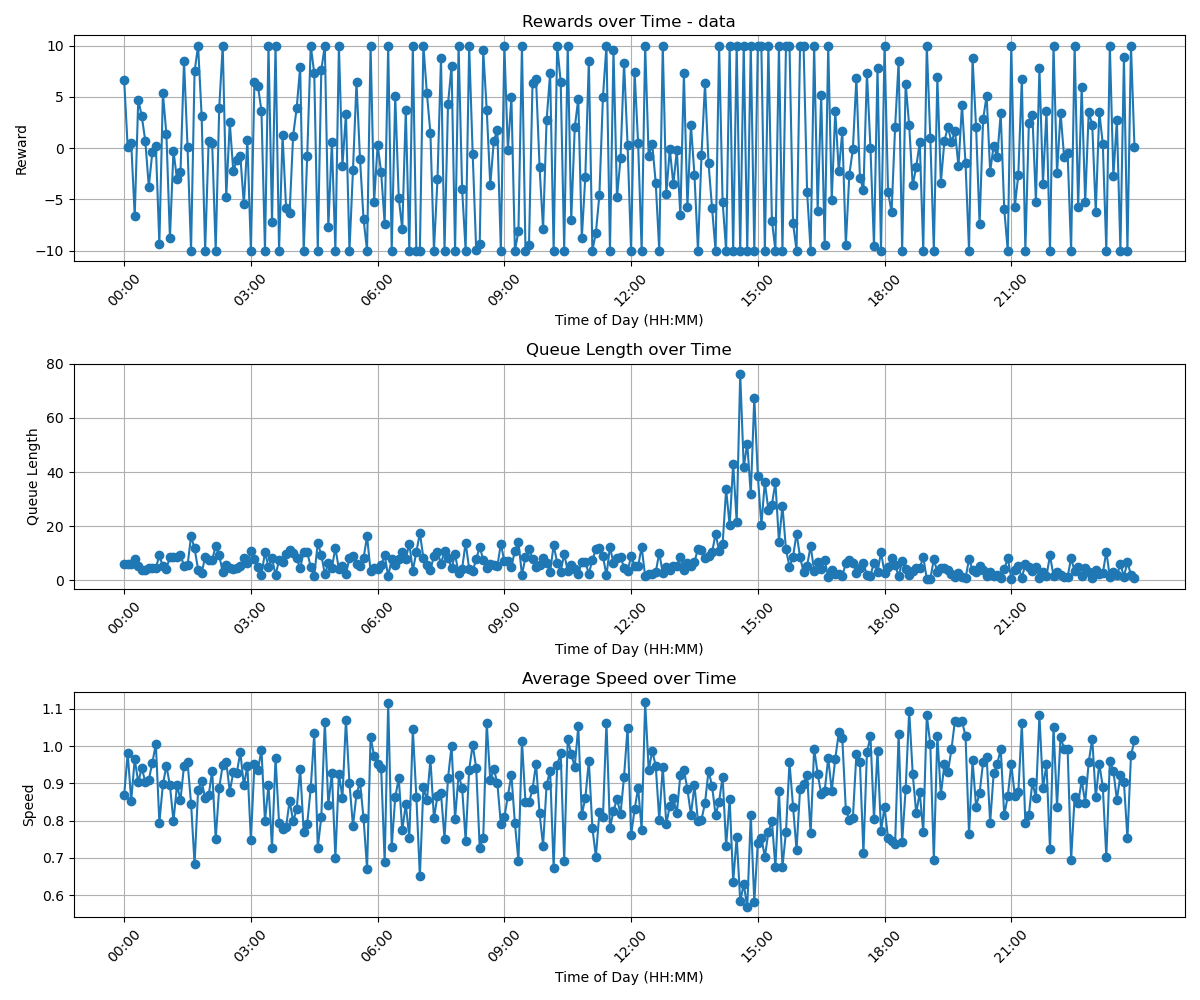 Rewards over Time - data
10
5
0
−5
−10
Reward
00:00 03:00 06:00 09:00 12:00 15:00 18:00 21:00
Time of Day (HH:MM)
Queue Length over Time
80
60
40
20
0
Queue Length
00:00 03:00 06:00 09:00 12:00 15:00 18:00 21:00
Time of Day (HH:MM)
Average Speed over Time
1.1
1.0
0.9
0.8
0.7
0.6
Speed
00:00 03:00 06:00 09:00 12:00 15:00 18:00 21:00
Time of Day (HH:MM)